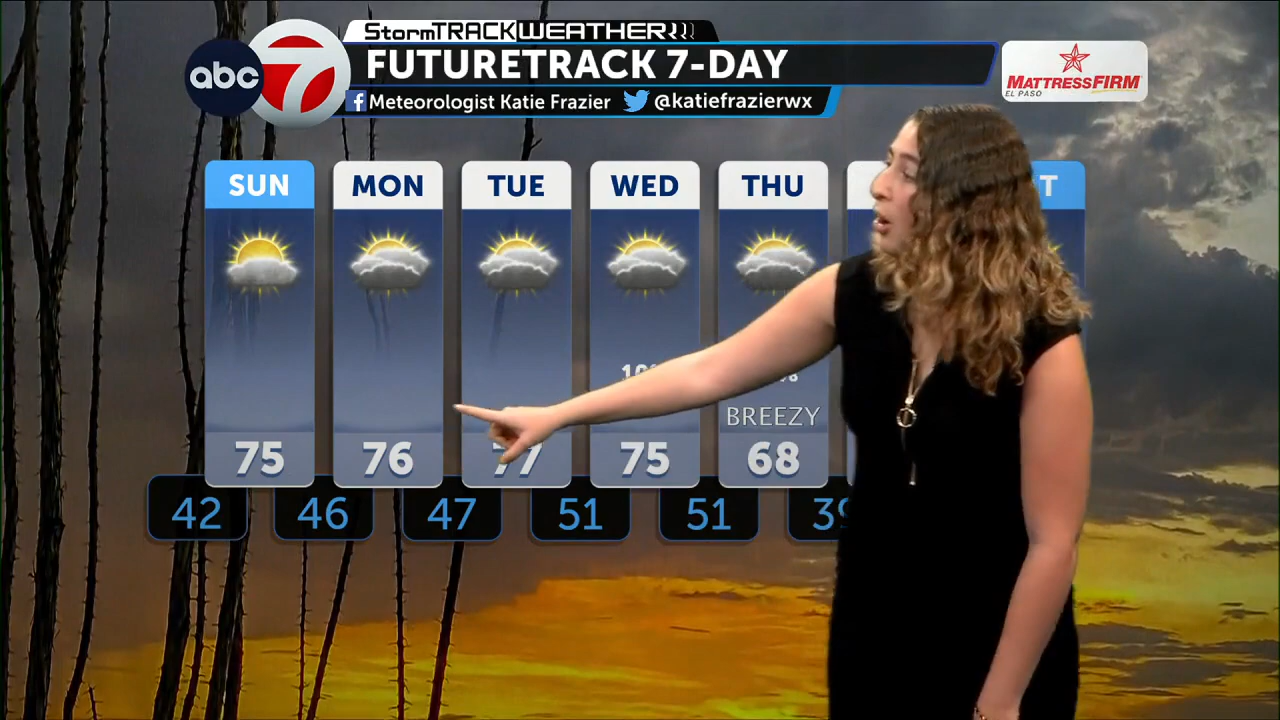 StormTRACK WEATHER
abc 7
FUTURETRACK 7-DAY
Meteorologist Katie Frazier @katiefrazierwx
MATTRESSFIRM
EL PASO
SUN MON TUE WED THU
BREEZY
75 76 77 75 68
42 46 47 51 51